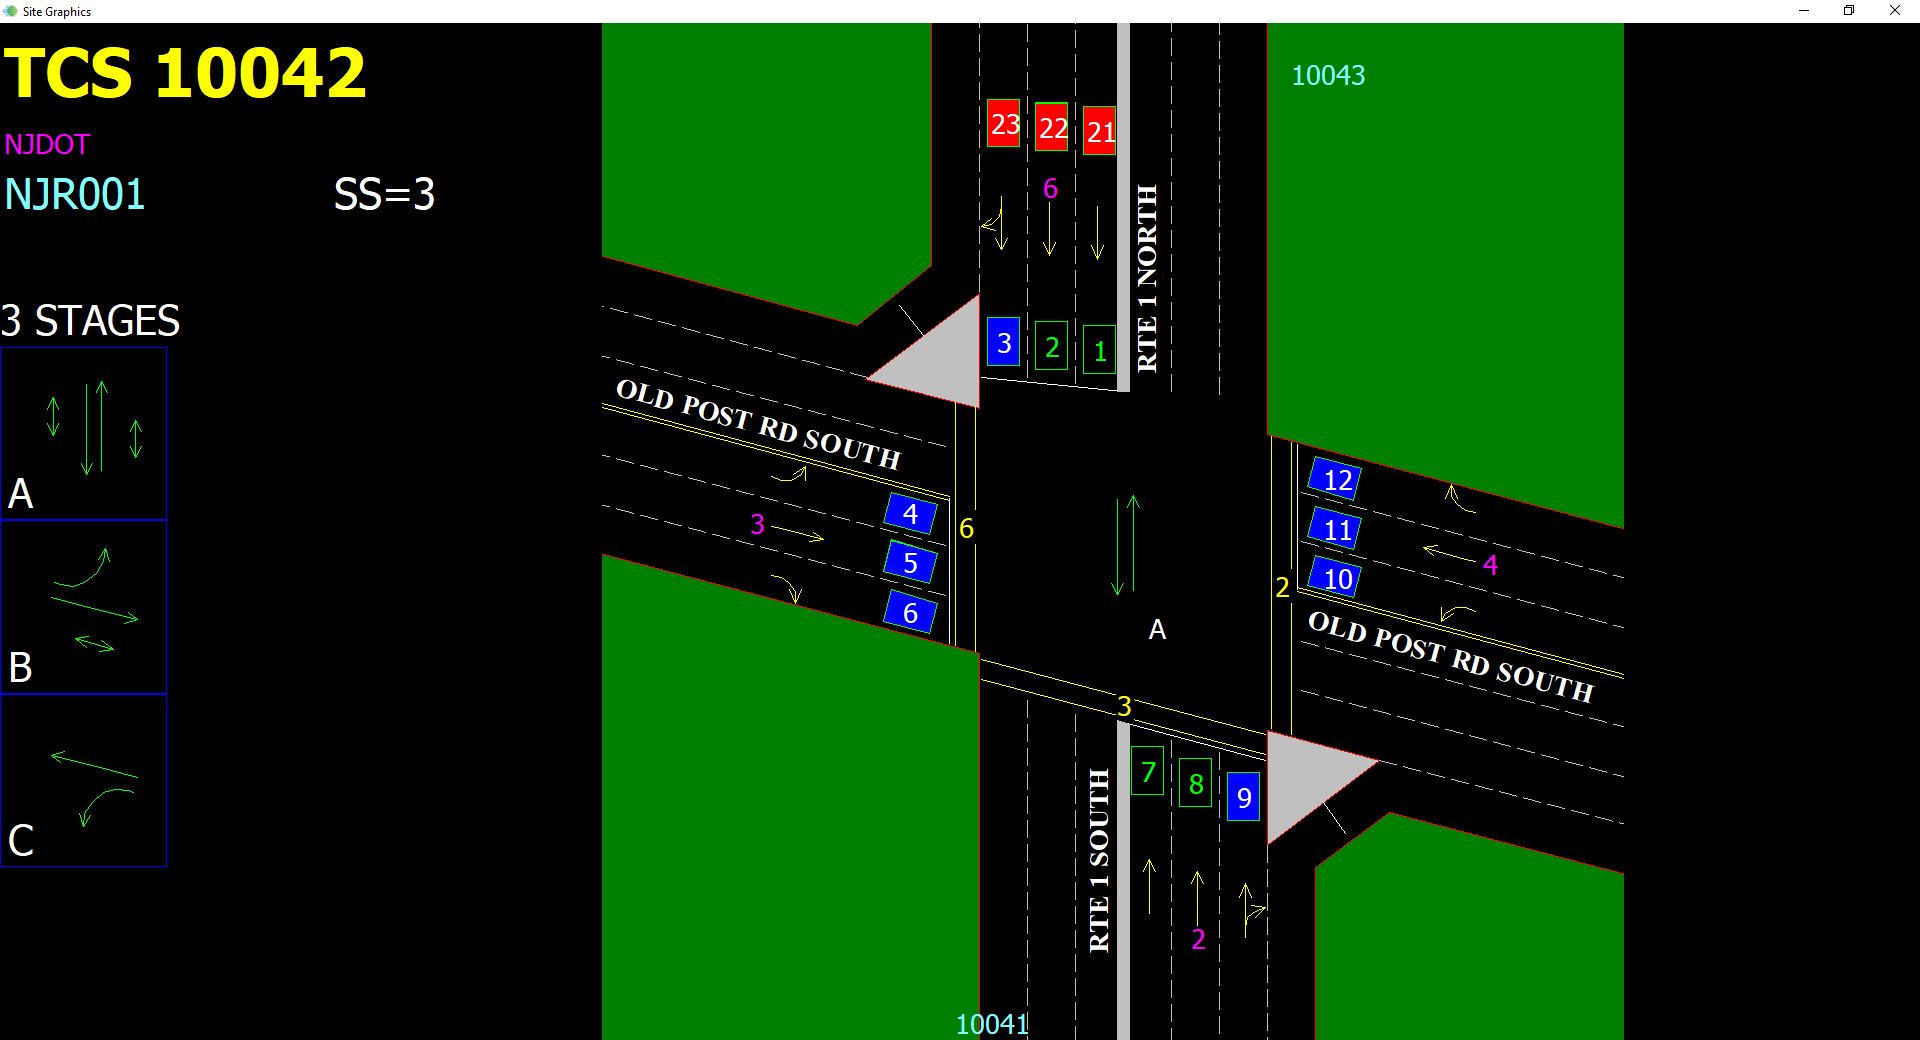 Site Graphics
TCS 10042
NJDOT
NJR001
SS=3
3 STAGES
A
B
C
10043
23
22
21
6
RTE 1 NORTH
3
2
1
OLD POST RD SOUTH
3
4
5
6
6
A
2
12
11
10
4
OLD POST RD SOUTH
3
7
8
9
RTE 1 SOUTH
2
10041